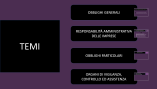 TEMI
OBBLIGHI GENERALI
RESPONSABILITÀ AMMINISTRATIVA
DELLE IMPRESE
OBBLIGHI PARTICOLARI
ORGANI DI VIGILANZA,
CONTROLLO ED ASSISTENZA